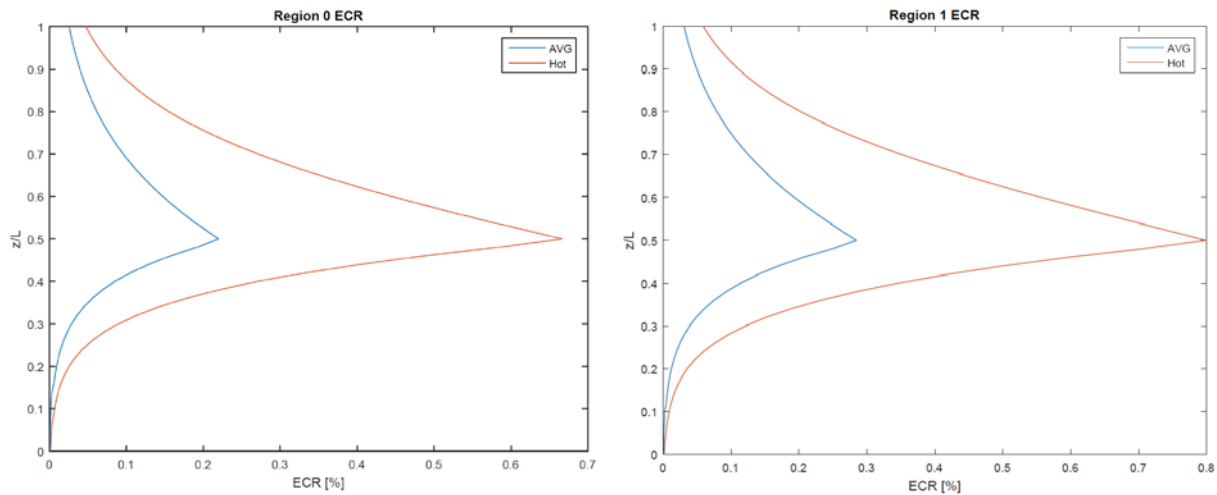 Region 0 ECR
1
0.9
0.8
0.7
0.6
0.5
0.4
0.3
0.2
0.1
0
z/L
AVG
Hot
0 0.1 0.2 0.3 0.4 0.5 0.6 0.7
ECR [%]
Region 1 ECR
1
0.9
0.8
0.7
0.6
0.5
0.4
0.3
0.2
0.1
0
z/L
AVG
Hot
0 0.1 0.2 0.3 0.4 0.5 0.6 0.7 0.8
ECR [%]